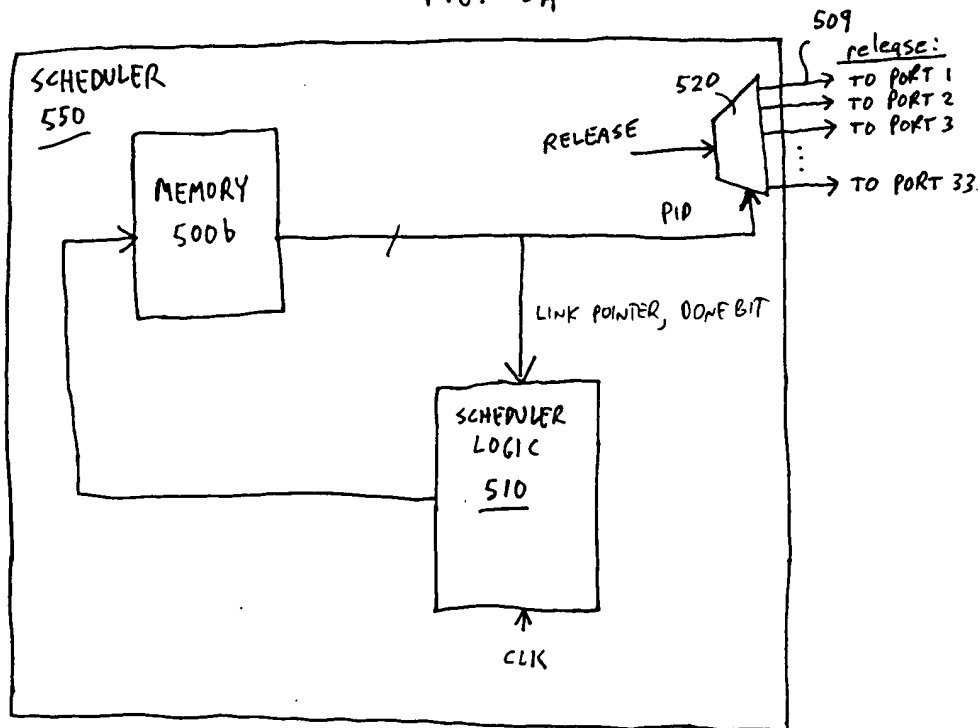 SCHEDULER
550
MEMORY
500b
RELEASE
520
509
release:
TO PORT 1
TO PORT 2
TO PORT 3
TO PORT 33
PID
LINK POINTER, DONE BIT
SCHEDULER
LOGIC
510
CLK